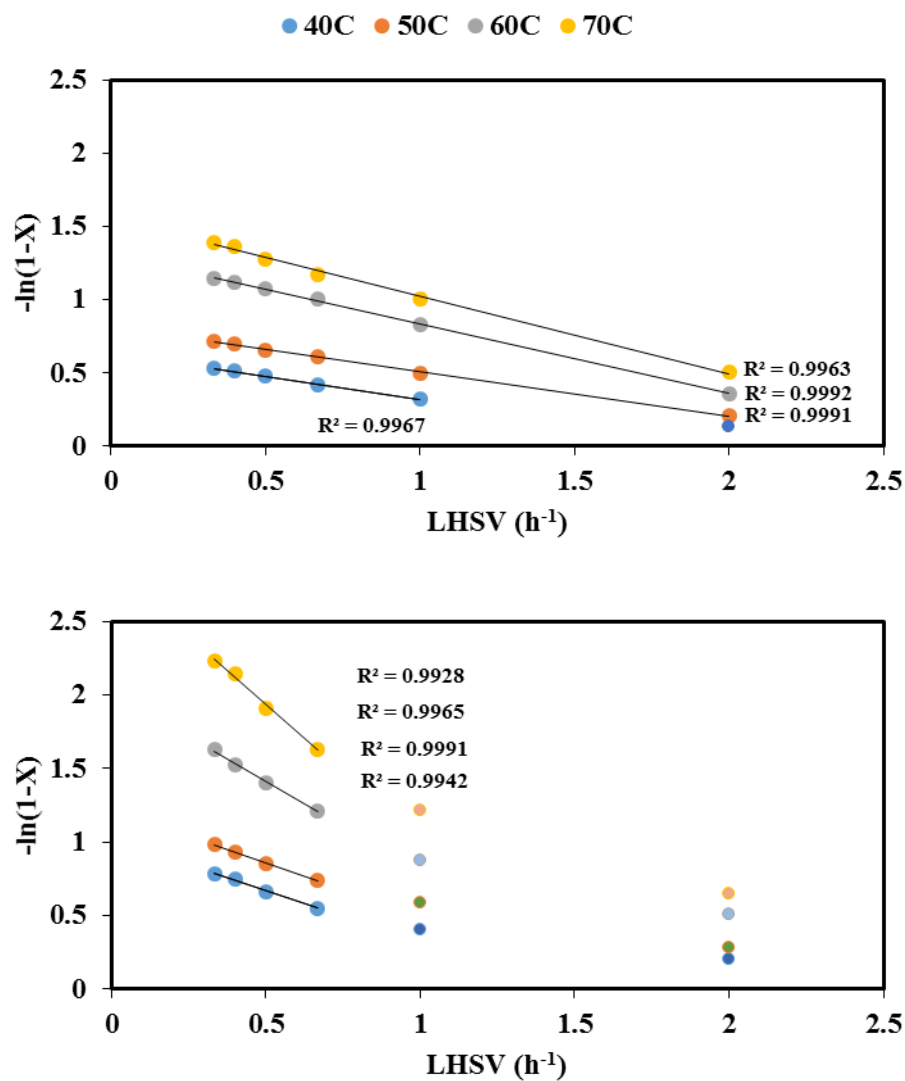 40C 50C 60C 70C
2.5
2
1.5
1
0.5
0
-ln(1-X)
R² = 0.9963
R² = 0.9992
R² = 0.9991
R² = 0.9967
0 0.5 1 1.5 2 2.5
LHSV (h⁻¹)
2.5
2
1.5
1
0.5
0
-ln(1-X)
R² = 0.9928
R² = 0.9965
R² = 0.9991
R² = 0.9942
0 0.5 1 1.5 2 2.5
LHSV (h⁻¹)